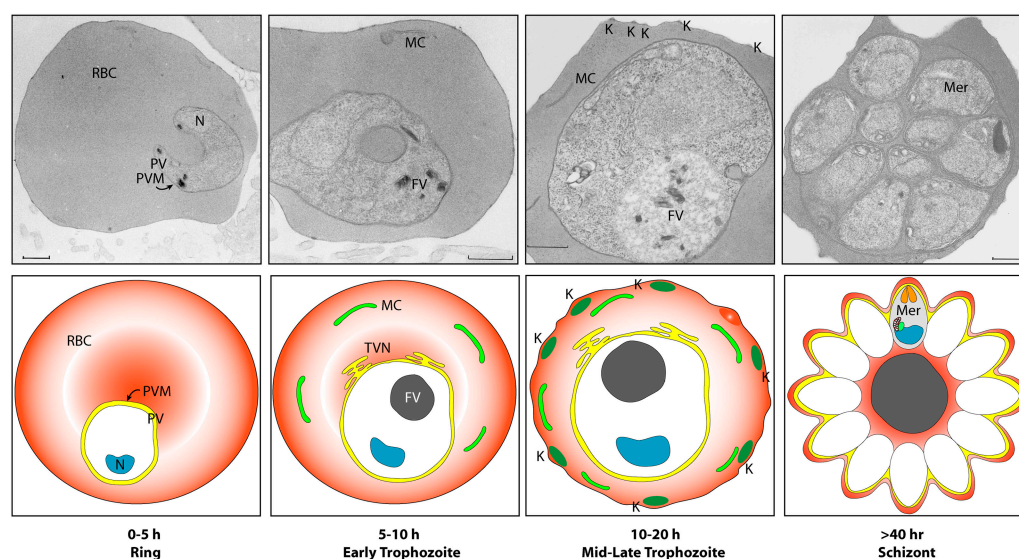 RBC
N
PV
PVM
MC
FV
K K K K K
MC
FV
Mer
RBC
PVM
PV
N
MC
TVN
FV
K
K
K
K
K
K
K
K
Mer
0-5 h
Ring
5-10 h
Early Trophozoite
10-20 h
Mid-Late Trophozoite
>40 hr
Schizont